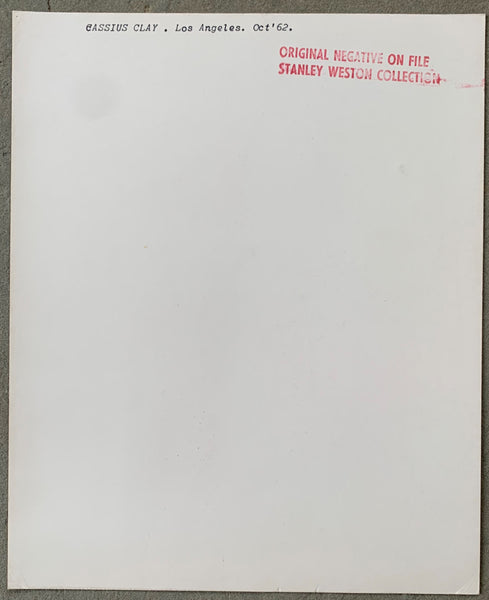 CASSIUS CLAY . Los Angeles. Oct'62.
ORIGINAL NEGATIVE ON FILE
STANLEY WESTON COLLECTION